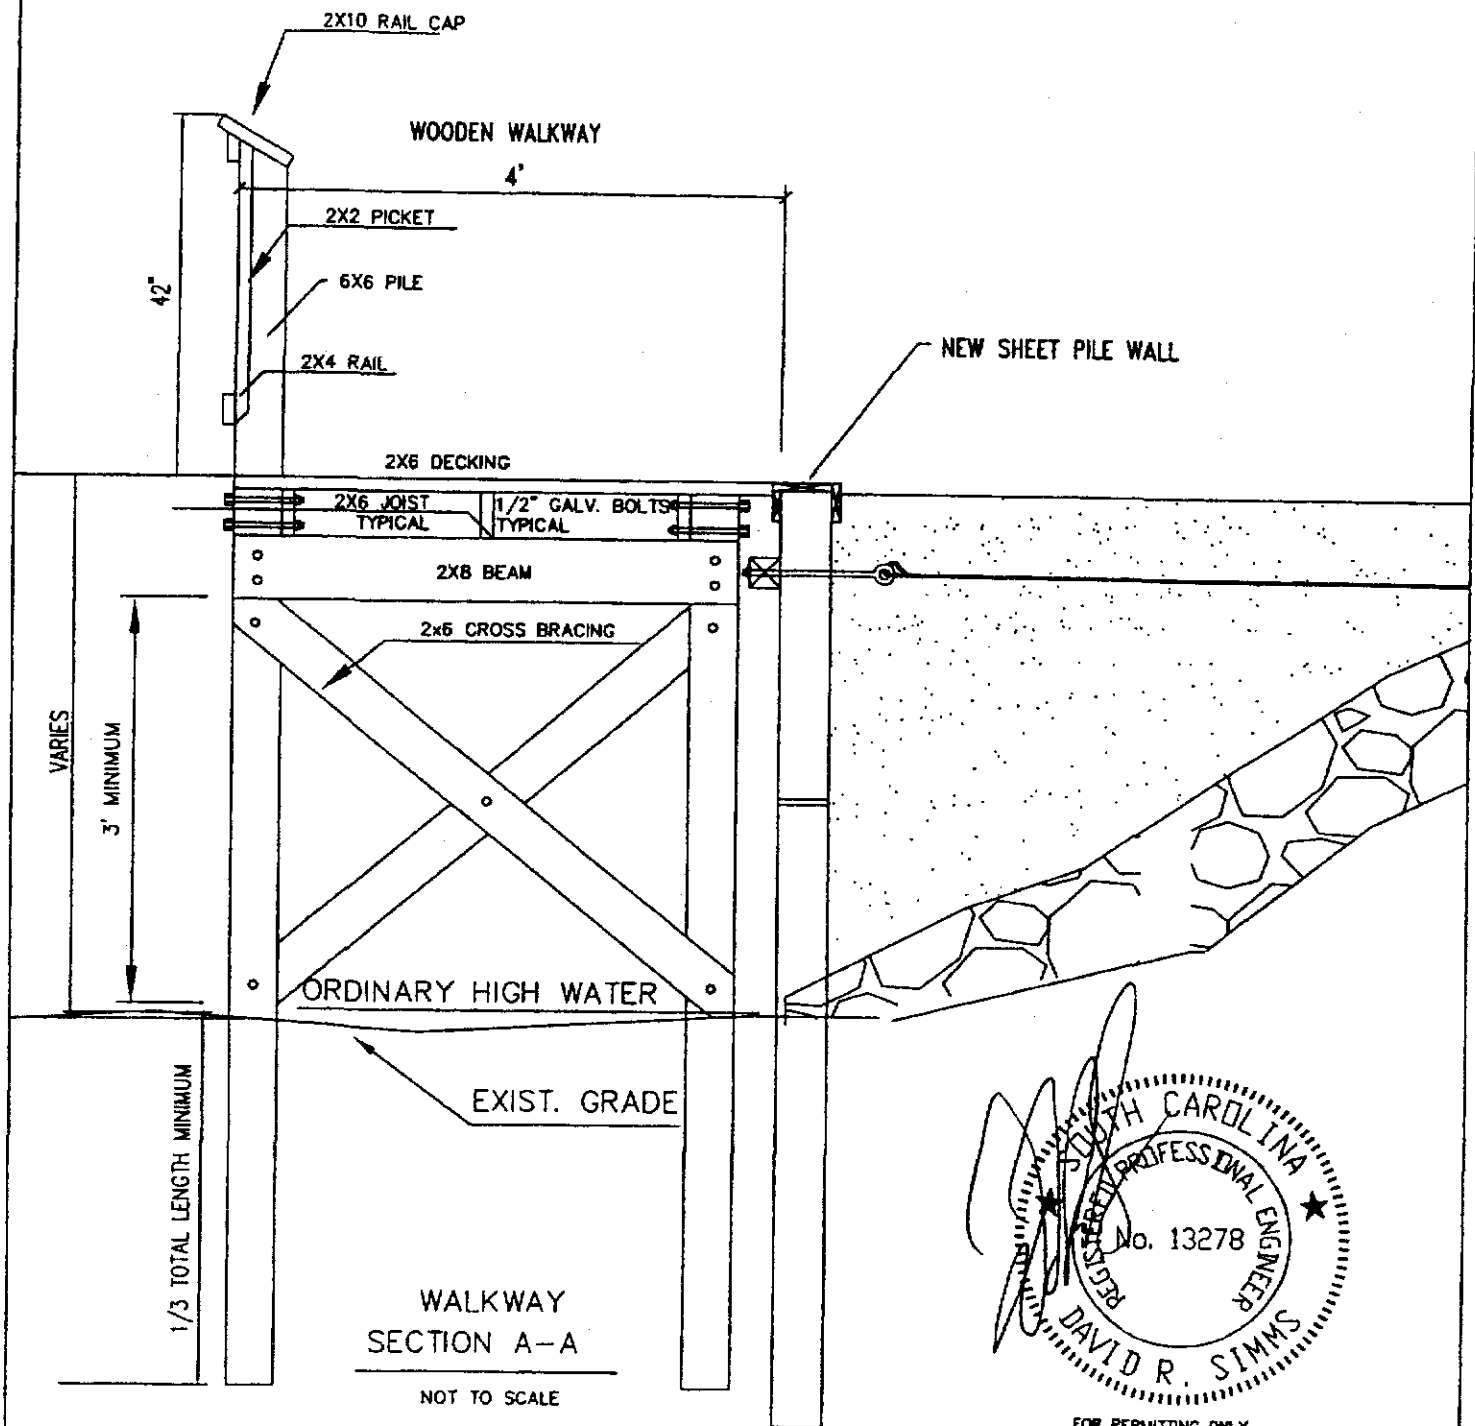 2X10 RAIL CAP
WOODEN WALKWAY
4'
2X2 PICKET
42"
6X6 PILE
2X4 RAIL
NEW SHEET PILE WALL
2X6 DECKING
2X6 JOIST
TYPICAL
1/2" GALV. BOLTS
TYPICAL
2X8 BEAM
2x6 CROSS BRACING
VARIES
3' MINIMUM
ORDINARY HIGH WATER
EXIST. GRADE
1/3 TOTAL LENGTH MINIMUM
WALKWAY
SECTION A-A
NOT TO SCALE
SOUTH CAROLINA
REGISTERED PROFESSIONAL ENGINEER
No. 13278
DAVID R. SIMMS
FOR PERMITTING ONLY